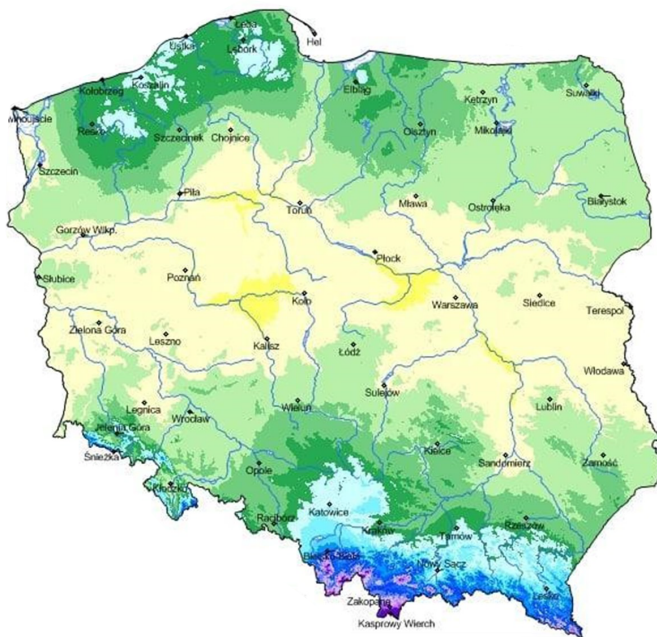 Łeba
Hel
Ustka
Lębork
Koszalin
Kołobrzeg
Elbląg
Kętrzyn
Suwałki
Resko
Szczecinek
Chojnice
Olsztyn
Mikołajki
Szczecin
Piła
Toruń
Mława
Ostrołęka
Białystok
Gorzów Wlkp.
Płock
Słubice
Poznań
Koło
Warszawa
Siedlce
Terespol
Zielona Góra
Leszno
Kalisz
Łódź
Włodawa
Sulejów
Legnica
Wrocław
Wieluń
Lublin
Jelenia Góra
Śnieżka
Opole
Kielce
Sandomierz
Zamość
Kłodzko
Katowice
Racibórz
Kraków
Tarnów
Rzeszów
Bielsko-Biała
Nowy Sącz
Lesko
Zakopane
Kasprowy Wierch